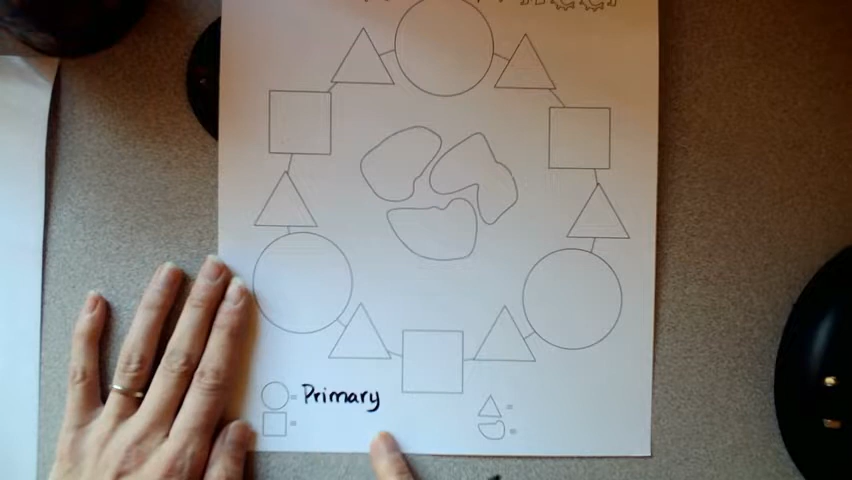 = Primary
=
=
=